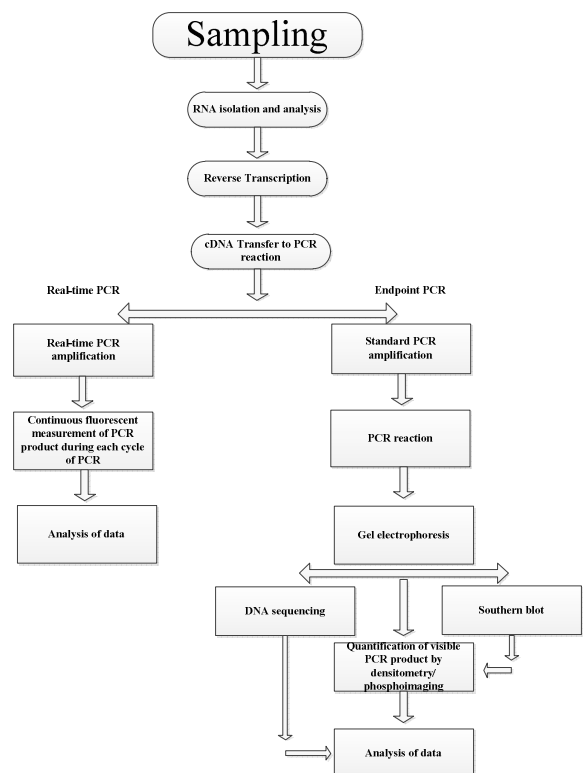 Sampling
RNA isolation and analysis
Reverse Transcription
cDNA Transfer to PCR
reaction
Real-time PCR
Endpoint PCR
Real-time PCR
amplification
Continuous fluorescent
measurement of PCR
product during each cycle
of PCR
Analysis of data
Standard PCR
amplification
PCR reaction
Gel electrophoresis
DNA sequencing
Southern blot
Quantification of visible
PCR product by
densitometry/
phosphoimaging
Analysis of data